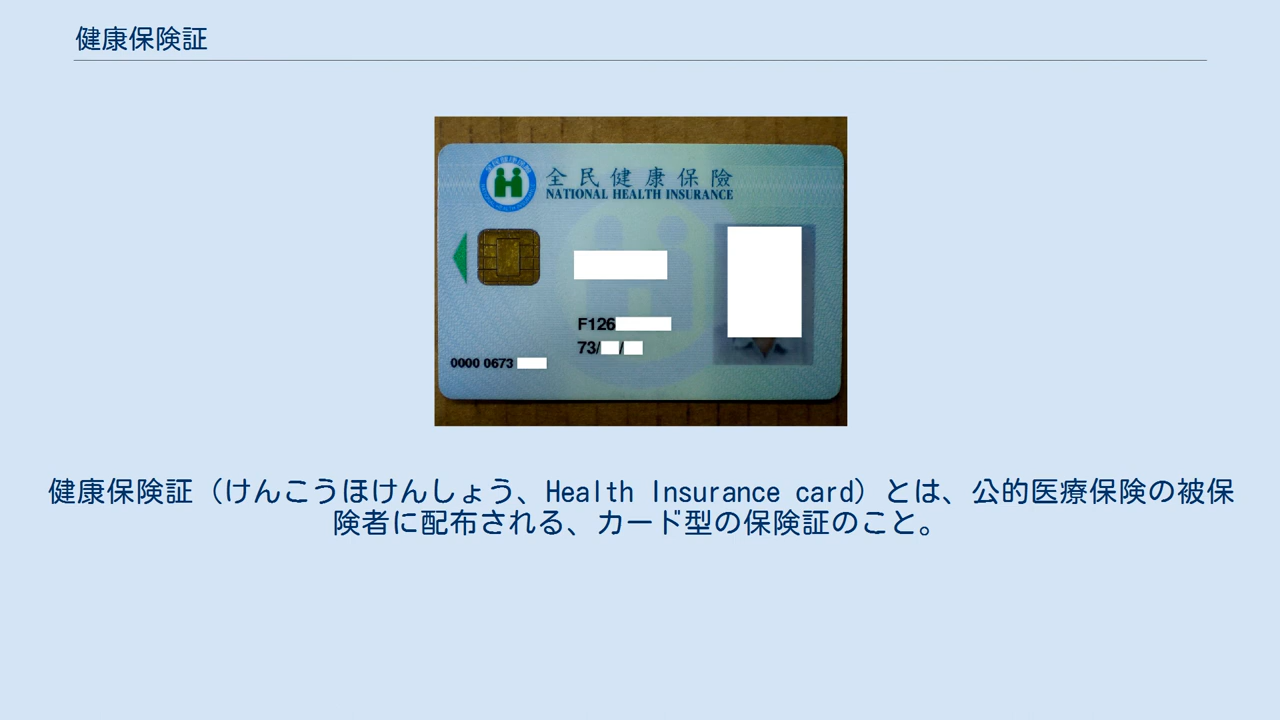 健康保険証
全民健康保險
NATIONAL HEALTH INSURANCE
F126
73/ /
0000 0673
健康保険証（けんこうほけんしょう、Health Insurance card）とは、公的医療保険の被保
険者に配布される、カード型の保険証のこと。